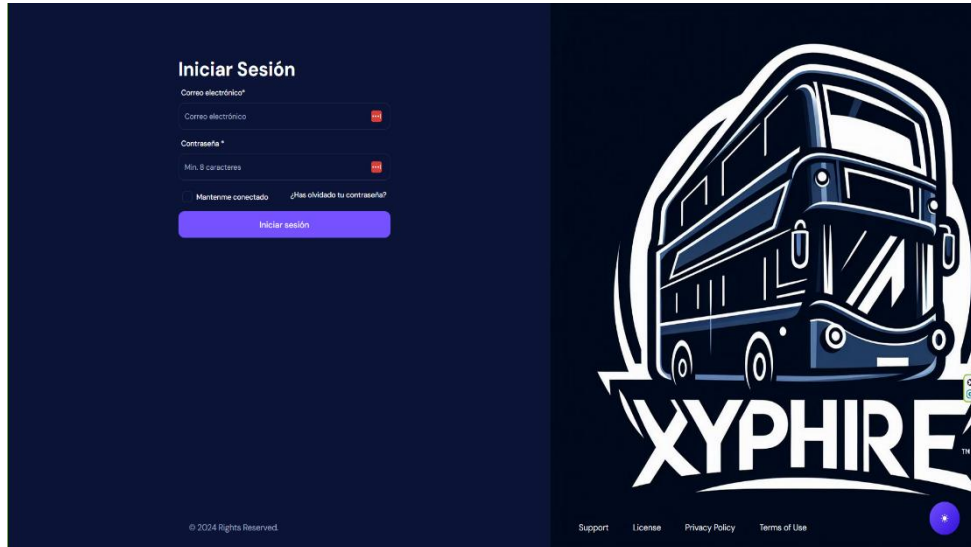 Iniciar Sesión
Correo electrónico*
Correo electrónico
Contraseña *
Min. 8 caracteres
Mantenme conectado ¿Has olvidado tu contraseña?
Iniciar sesión
XYPHIRE
TM
© 2024 Rights Reserved.
Support License Privacy Policy Terms of Use